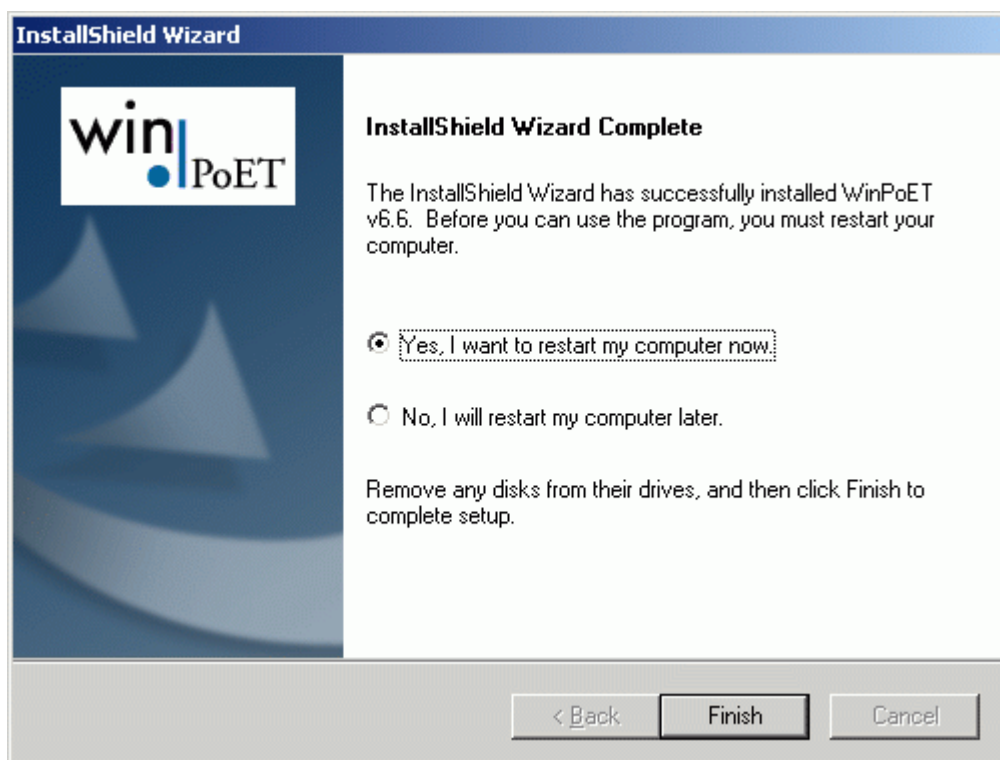 InstallShield Wizard
win
PoET
InstallShield Wizard Complete
The InstallShield Wizard has successfully installed WinPoET
v6.6. Before you can use the program, you must restart your
computer.
Yes, I want to restart my computer now.
No, I will restart my computer later.
Remove any disks from their drives, and then click Finish to
complete setup.
< Back
Finish
Cancel